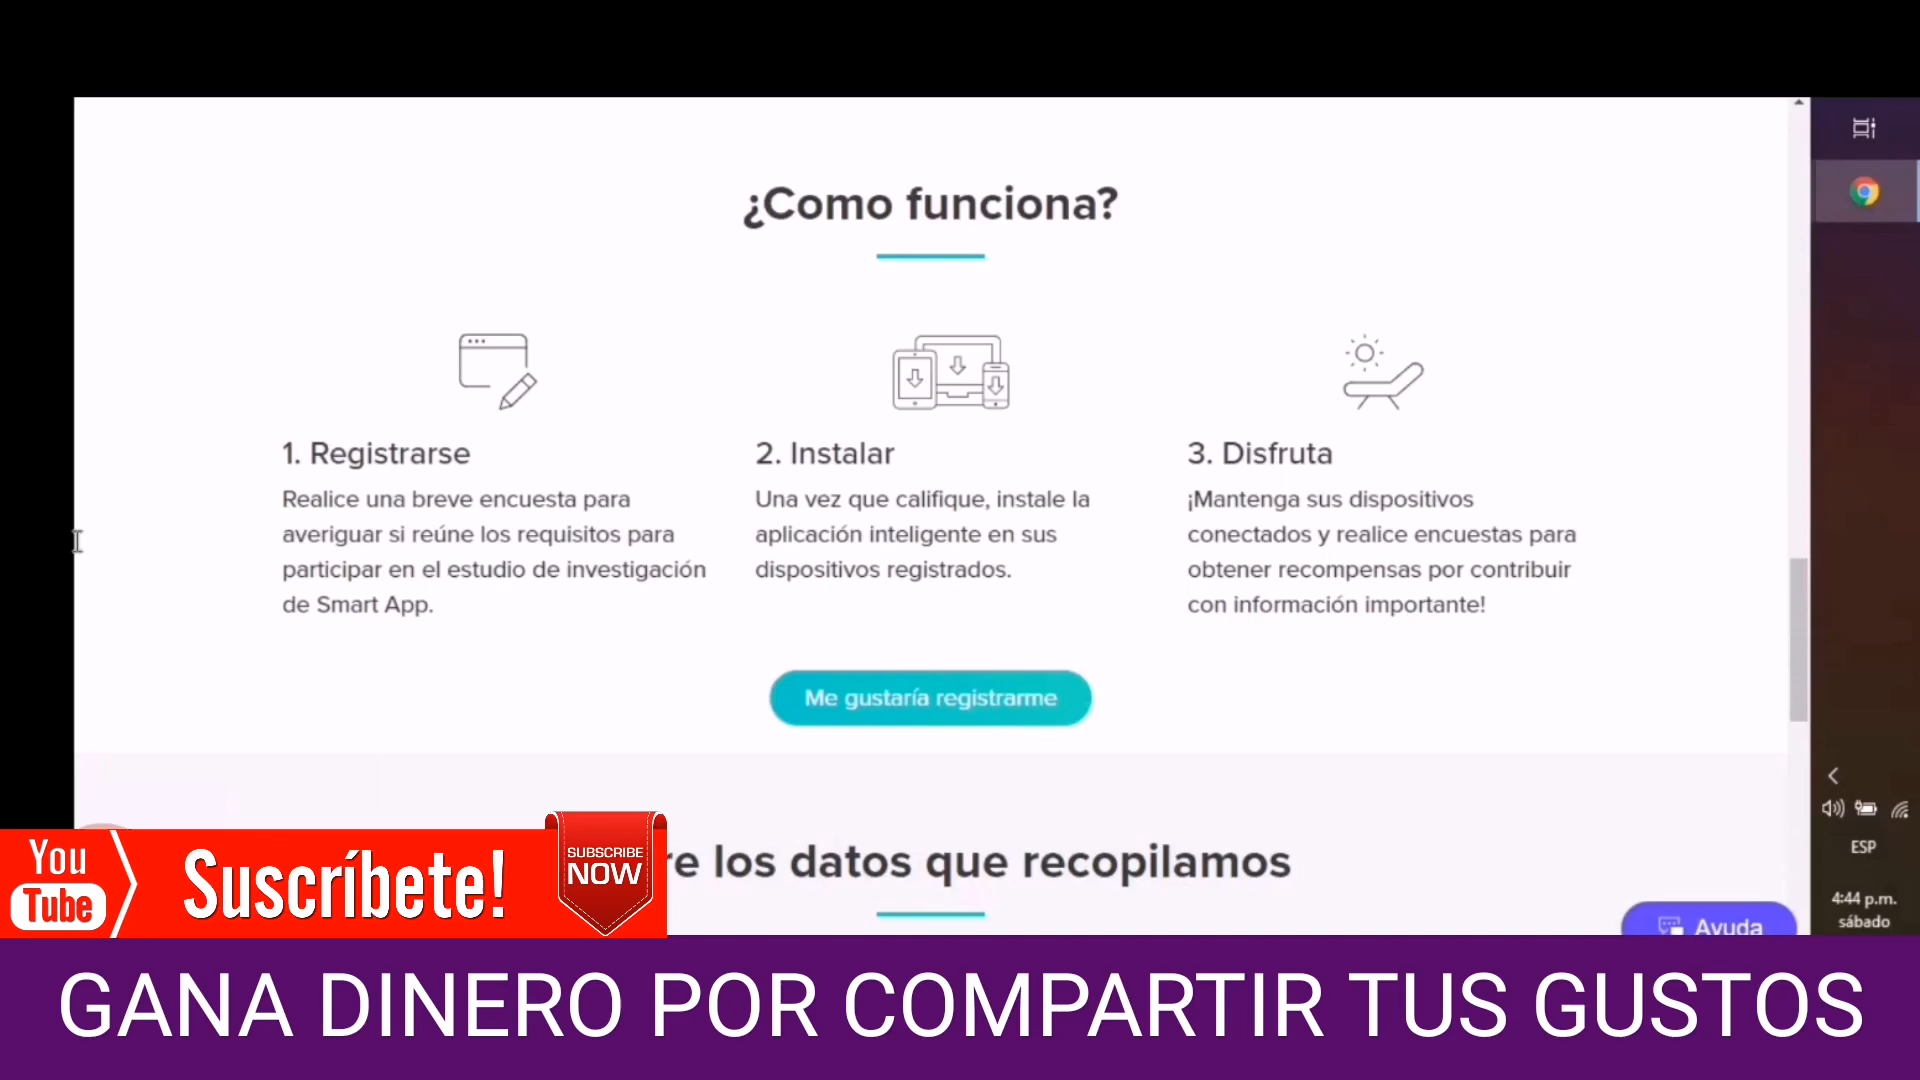 ¿Como funciona?
1. Registrarse
Realice una breve encuesta para
averiguar si reúne los requisitos para
participar en el estudio de investigación
de Smart App.
2. Instalar
Una vez que califique, instale la
aplicación inteligente en sus
dispositivos registrados.
3. Disfruta
¡Mantenga sus dispositivos
conectados y realice encuestas para
obtener recompensas por contribuir
con información importante!
Me gustaría registrarme
re los datos que recopilamos
Ayuda
ESP
4:44 p.m.
sábado
You
Tube
Suscríbete!
SUBSCRIBE
NOW
GANA DINERO POR COMPARTIR TUS GUSTOS